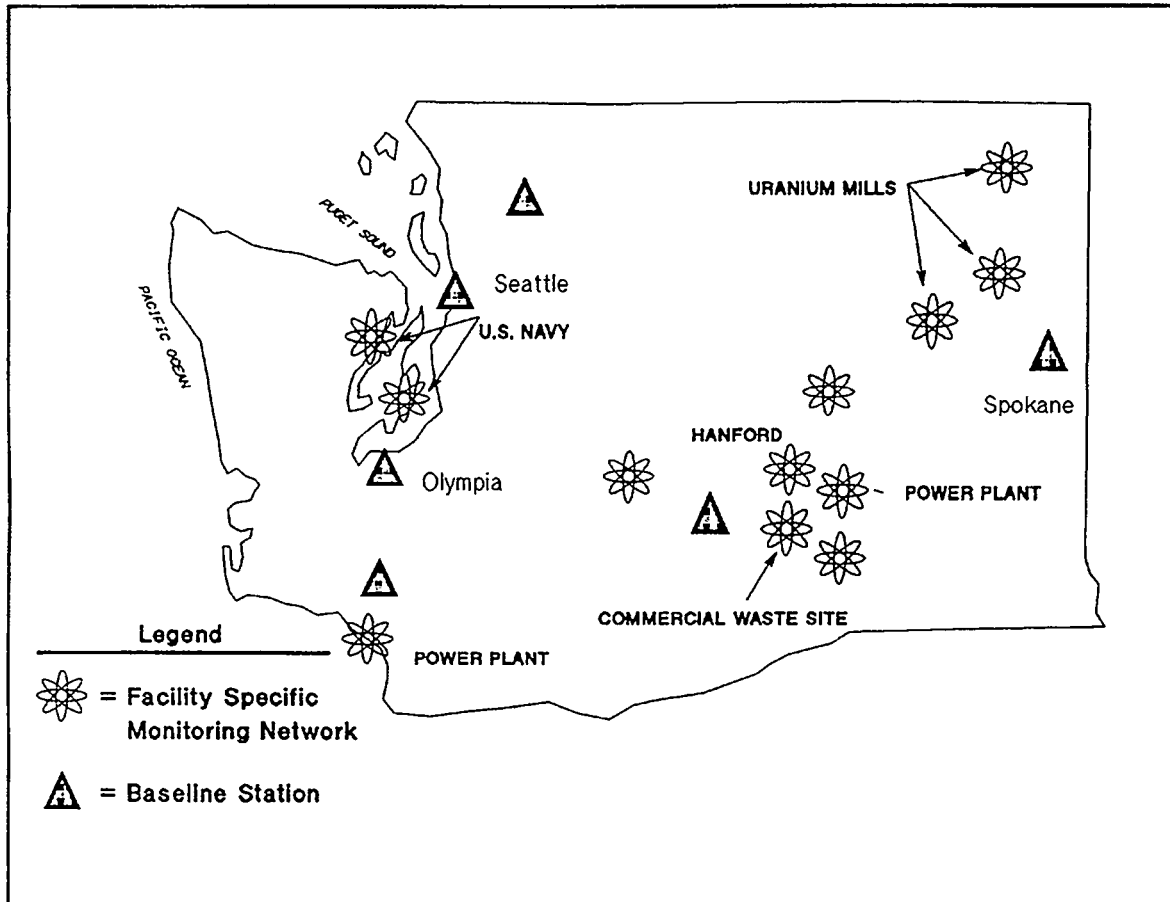 URANIUM MILLS
PUGET SOUND
PACIFIC OCEAN
Seattle
U.S. NAVY
Spokane
HANFORD
Olympia
POWER PLANT
COMMERCIAL WASTE SITE
POWER PLANT
Legend
= Facility Specific
Monitoring Network
= Baseline Station